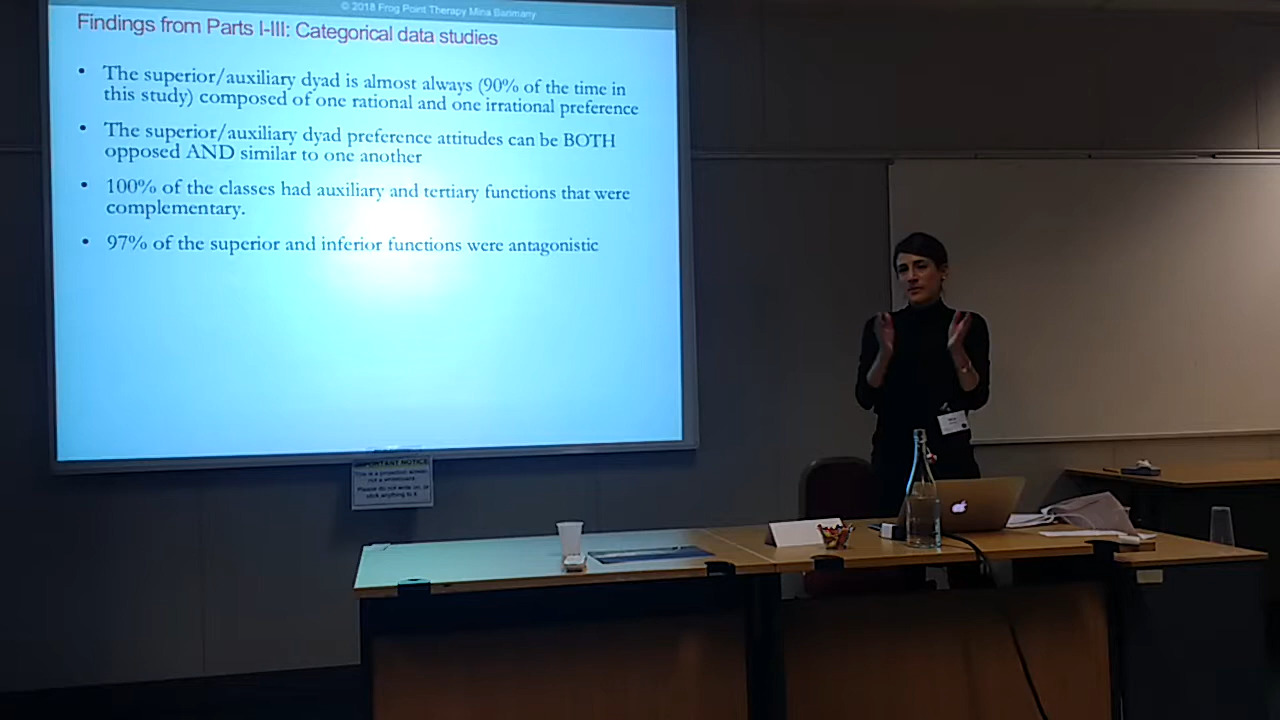 © 2018 Frog Point Therapy Mina Barimany
Findings from Parts I-III: Categorical data studies
• The superior/auxiliary dyad is almost always (90% of the time in
this study) composed of one rational and one irrational preference
• The superior/auxiliary dyad preference attitudes can be BOTH
opposed AND similar to one another
• 100% of the classes had auxiliary and tertiary functions that were
complementary.
• 97% of the superior and inferior functions were antagonistic
IMPORTANT NOTICE
This is a projection screen
not a whiteboard
Please do not write on, or
stick anything to it